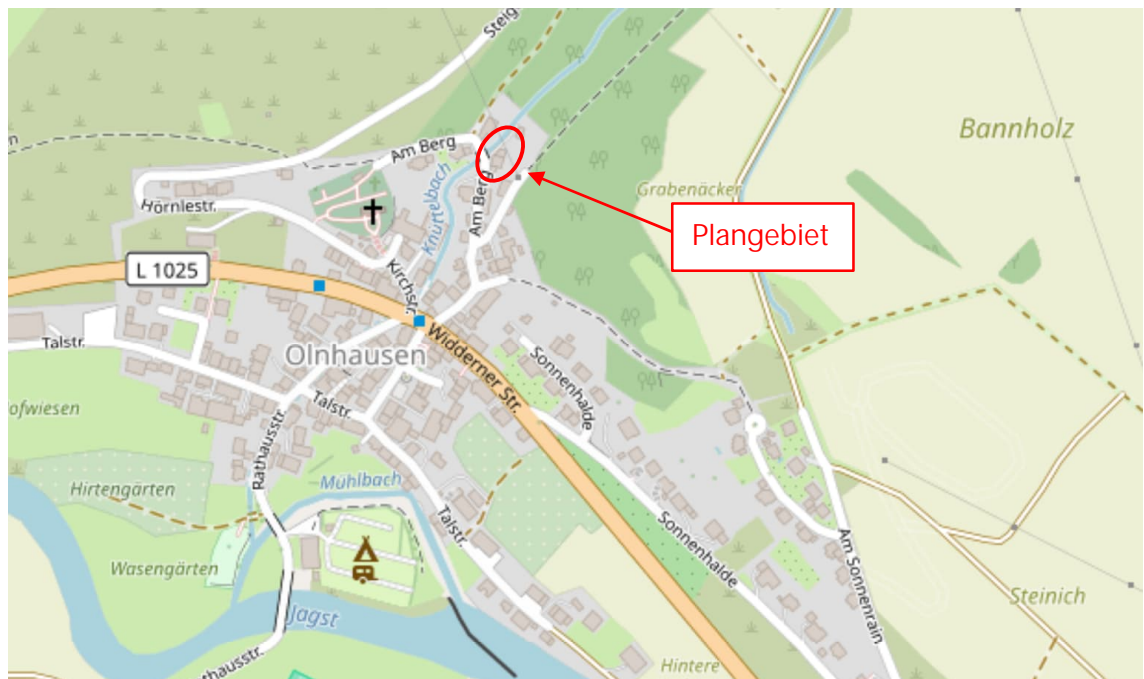 Steig
Bannholz
Am Berg
Grabenäcker
Knüttelbach
Am Berg
Hörnlestr.
Plangebiet
L 1025
Kirchstr.
Talstr.
Olnhausen
Widderner Str.
Sonnenhalde
ofwiesen
Talstr.
Rathausstr.
Mühlbach
Hirtengärten
Talstr.
Sonnenhalde
Am Sonnenrain
Wasengärten
Steinich
Jagst
thausstr.
Hintere